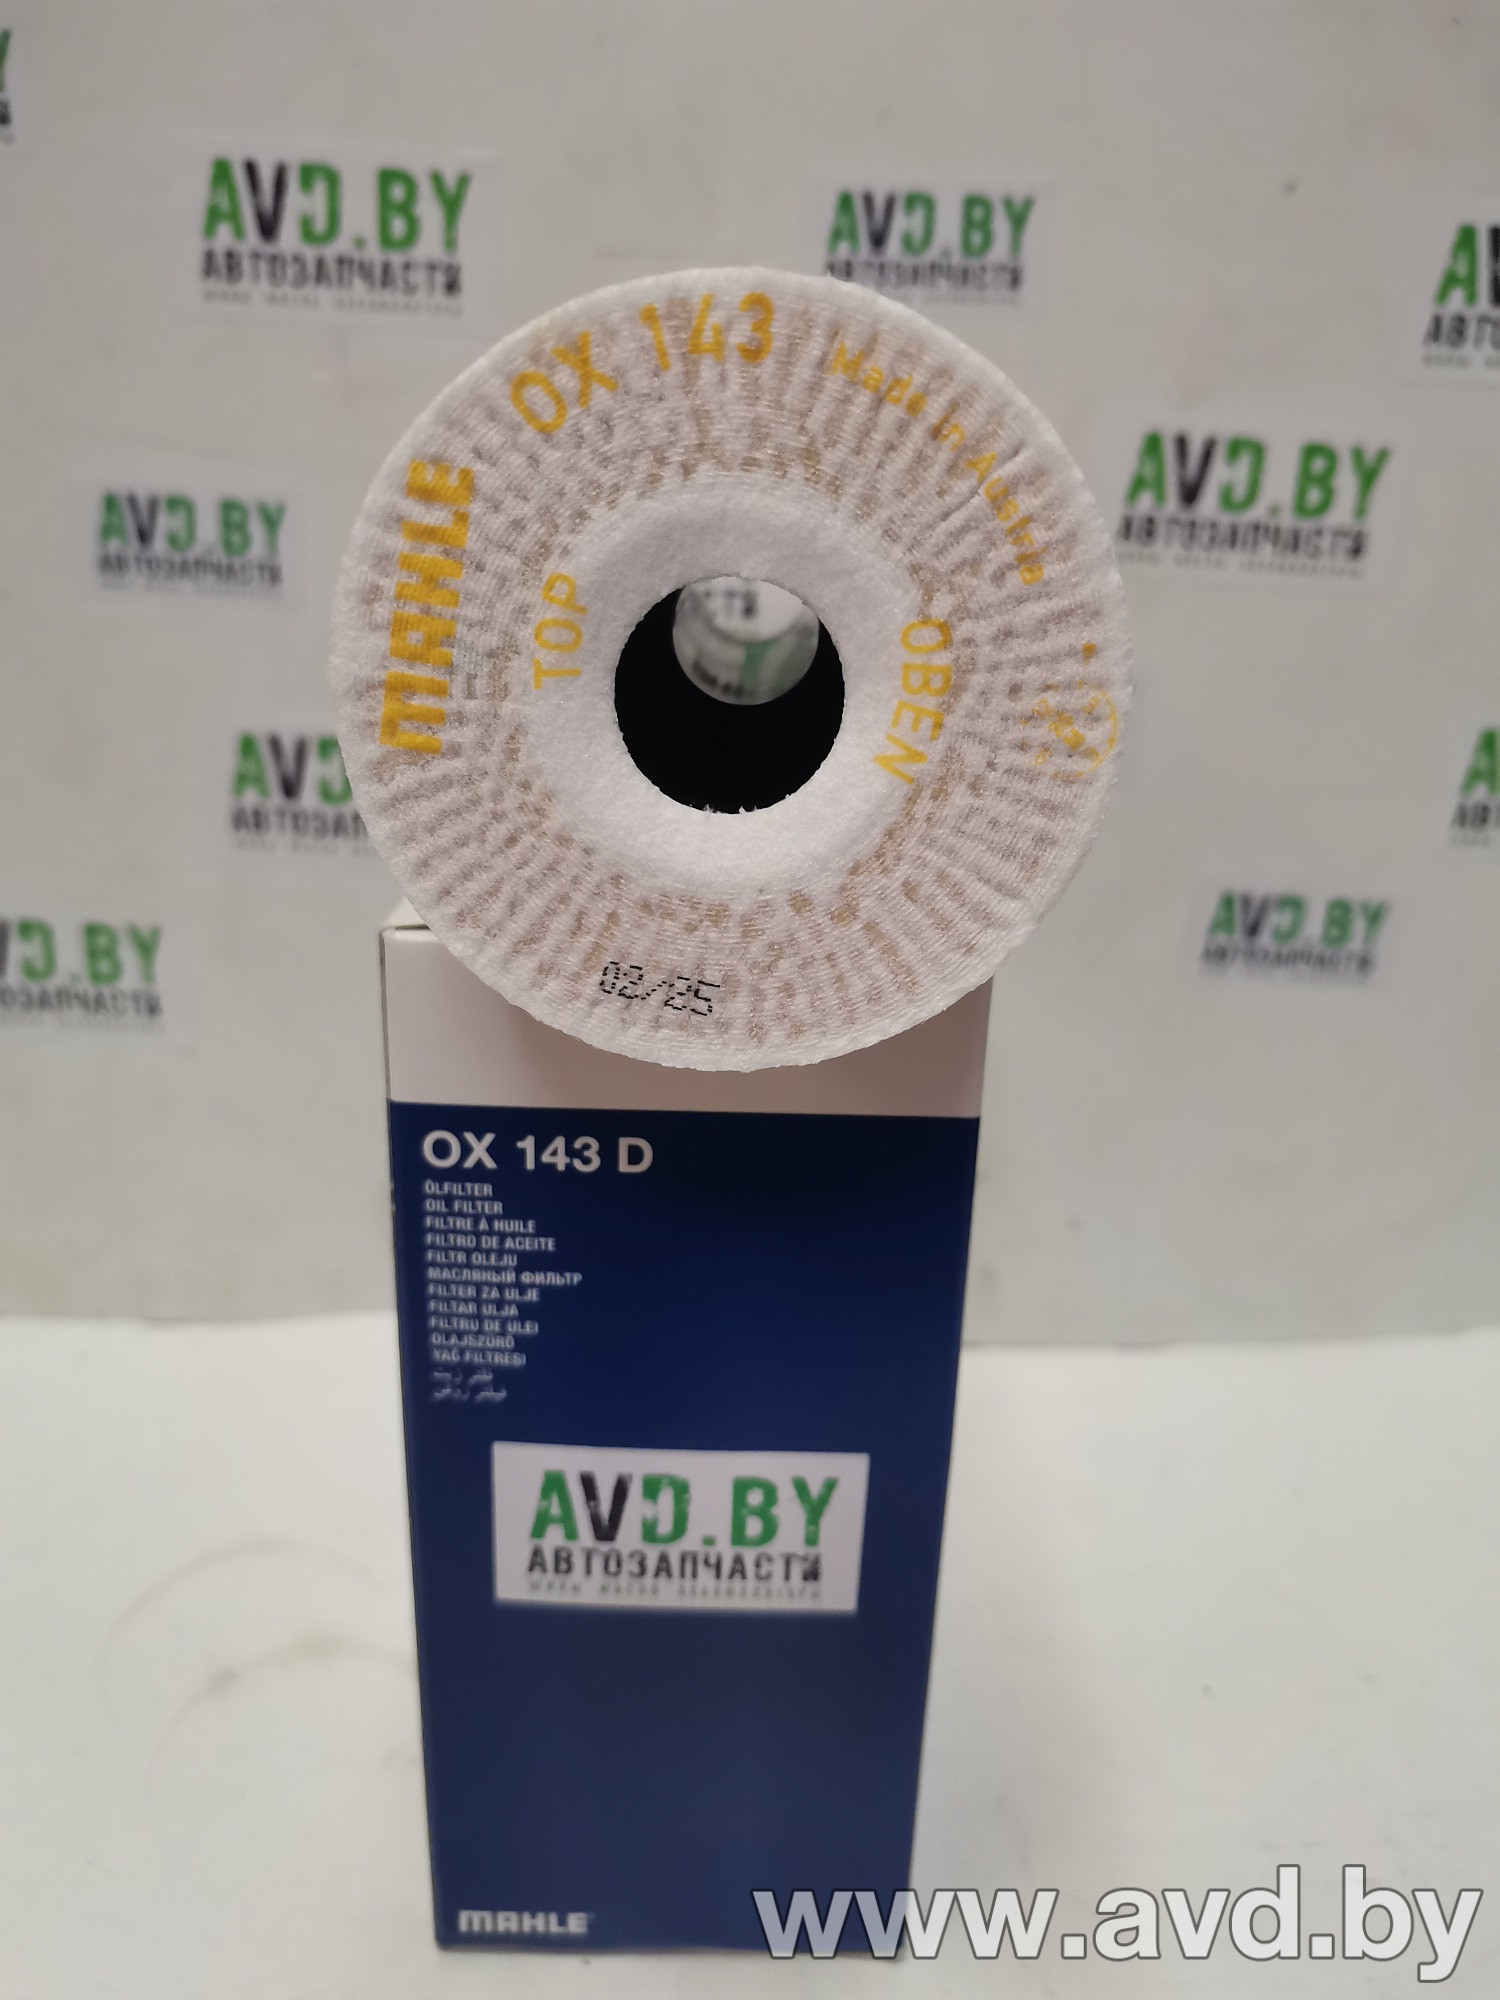 AVD.BY
АВТОЗАПЧАСТИ
AVD.BY
АВТОЗАПЧАСТИ
AVD.BY
АВТОЗАПЧАСТИ
AVD.BY
АВТОЗАПЧАСТИ
AVD.BY
AVD.BY
АВТОЗАПЧАСТИ
MAHLE OX 143 Made in Austria
TOP OBEN
02/25
OX 143 D
ÖLFILTER
OIL FILTER
FILTRE À HUILE
FILTRO DE ACEITE
FILTR OLEJU
МАСЛЯНЫЙ ФИЛЬТР
FILTER ZA ULJE
FILTAR ULJA
FILTRU DE ULEI
OLAJSZŰRŐ
YAĞ FILTRESI
AVD.BY
АВТОЗАПЧАСТИ
MAHLE
www.avd.by